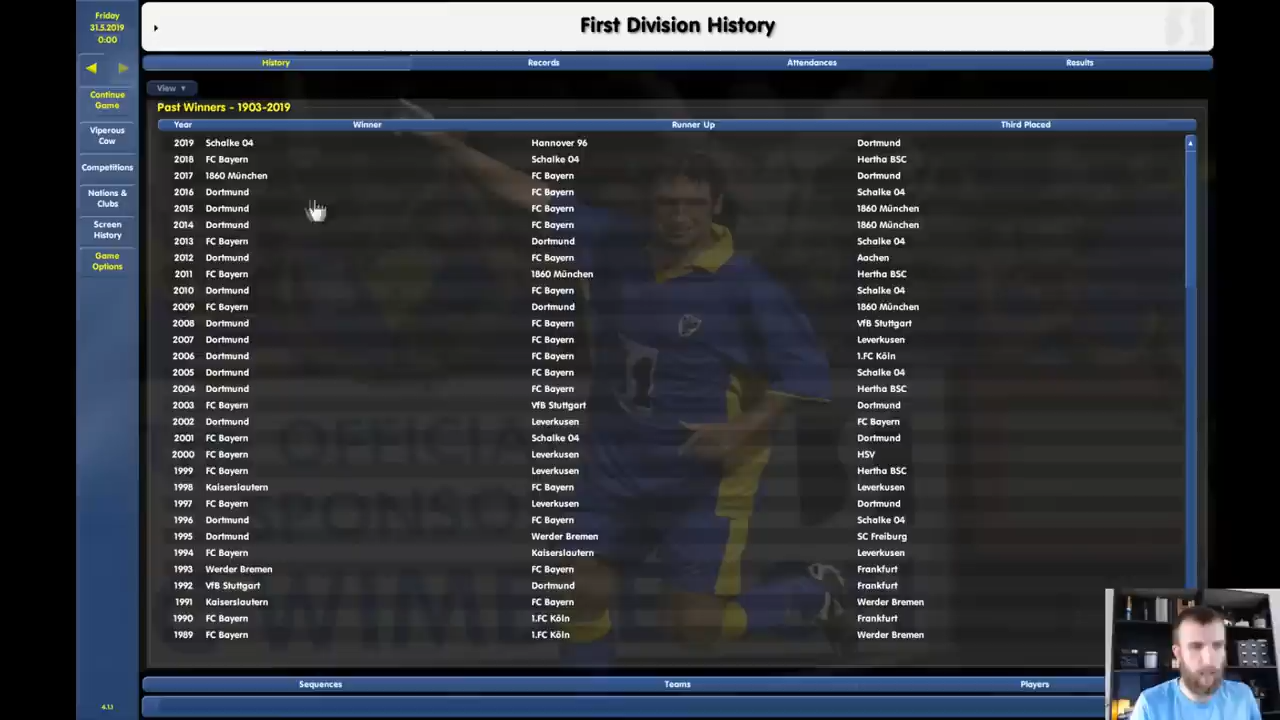 Friday
31.5.2019
0:00
Continue
Game
Viperous
Cow
Competitions
Nations &
Clubs
Screen
History
Game
Options
4.1.1
First Division History
History Records Attendances Results
View
Past Winners - 1903-2019
Year Winner Runner Up Third Placed
2019 Schalke 04 Hannover 96 Dortmund
2018 FC Bayern Schalke 04 Hertha BSC
2017 1860 München FC Bayern Dortmund
2016 Dortmund FC Bayern Schalke 04
2015 Dortmund FC Bayern 1860 München
2014 Dortmund FC Bayern 1860 München
2013 FC Bayern Dortmund Schalke 04
2012 Dortmund FC Bayern Aachen
2011 FC Bayern 1860 München Hertha BSC
2010 Dortmund FC Bayern Schalke 04
2009 FC Bayern Dortmund 1860 München
2008 Dortmund FC Bayern VfB Stuttgart
2007 Dortmund FC Bayern Leverkusen
2006 Dortmund FC Bayern 1.FC Köln
2005 Dortmund FC Bayern Schalke 04
2004 Dortmund FC Bayern Hertha BSC
2003 FC Bayern VfB Stuttgart Dortmund
2002 Dortmund Leverkusen FC Bayern
2001 FC Bayern Schalke 04 Dortmund
2000 FC Bayern Leverkusen HSV
1999 FC Bayern Leverkusen Hertha BSC
1998 Kaiserslautern FC Bayern Leverkusen
1997 FC Bayern Leverkusen Dortmund
1996 Dortmund FC Bayern Schalke 04
1995 Dortmund Werder Bremen SC Freiburg
1994 FC Bayern Kaiserslautern Leverkusen
1993 Werder Bremen FC Bayern Frankfurt
1992 VfB Stuttgart Dortmund Frankfurt
1991 Kaiserslautern FC Bayern Werder Bremen
1990 FC Bayern 1.FC Köln Frankfurt
1989 FC Bayern 1.FC Köln Werder Bremen
Sequences Teams Players